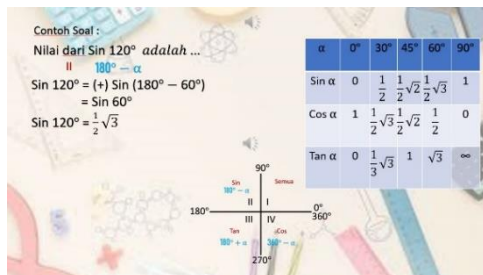 Contoh Soal :
Nilai dari Sin 120° adalah ...
II 180° − α
Sin 120° = (+) Sin (180° − 60°)
= Sin 60°
Sin 120° = 1/2 √3
α 0° 30° 45° 60° 90°
Sin α 0 1/2 1/2√2 1/2√3 1
Cos α 1 1/2√3 1/2√2 1/2 0
Tan α 0 1/3√3 1 √3 ∞
90°
Sin Semua
180° − α
II I
180° 0°
360°
III IV
Tan Cos
180° + α 360° − α
270°